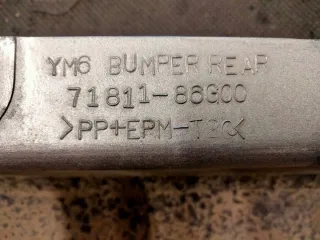 YM6 BUMPER REAR
71811-86G00
>PP+EPM-T20<